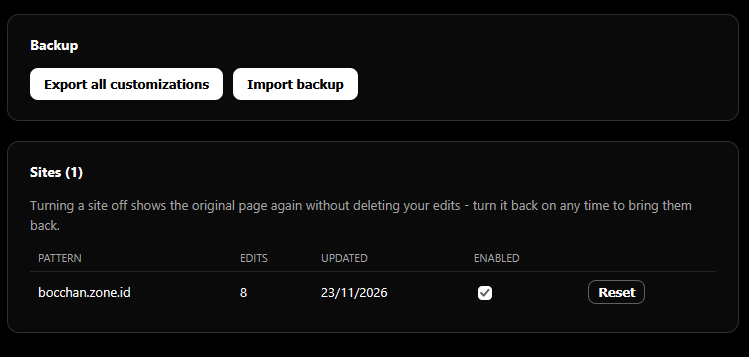 Backup
Export all customizations Import backup
Sites (1)
Turning a site off shows the original page again without deleting your edits - turn it back on any time to bring them
back.
PATTERN EDITS UPDATED ENABLED
bocchan.zone.id 8 23/11/2026 Reset